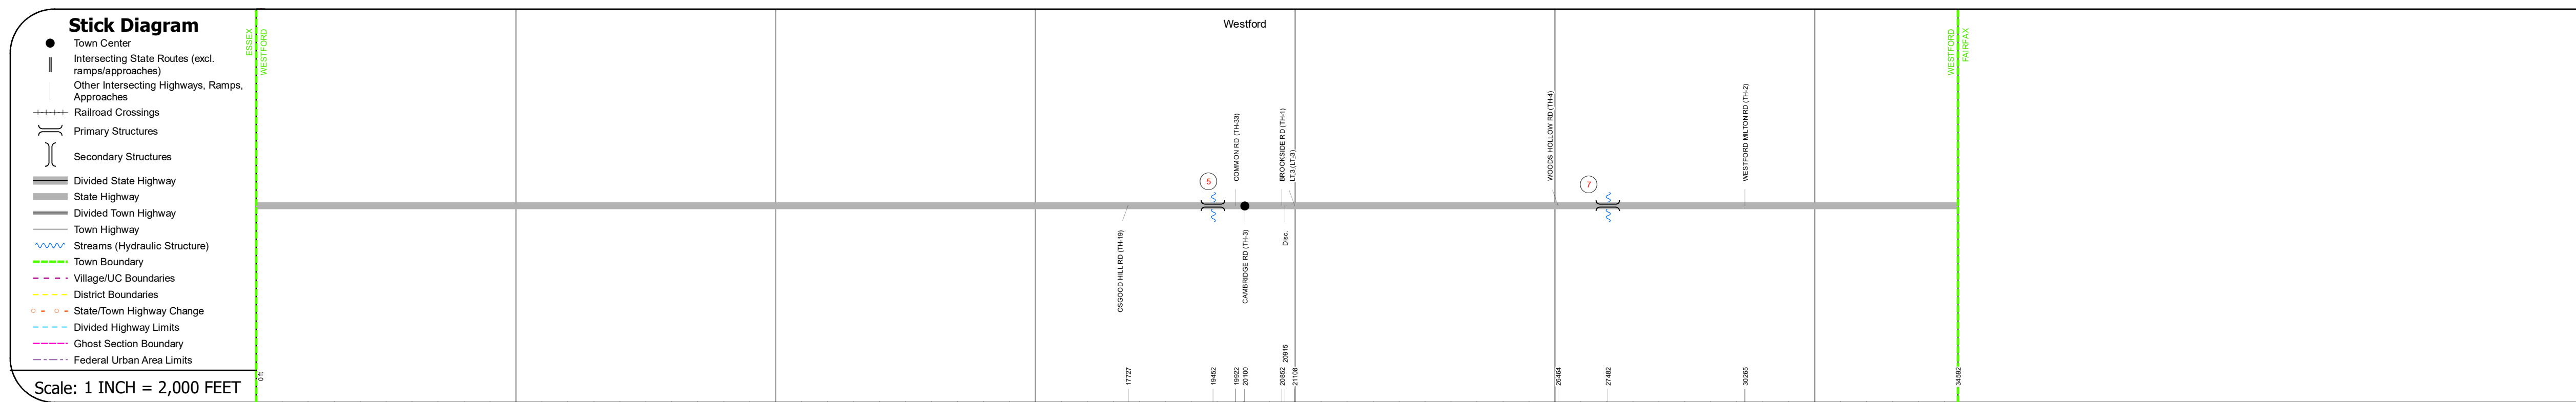 Stick Diagram
Town Center
Intersecting State Routes (excl.
ramps/approaches)
Other Intersecting Highways, Ramps,
Approaches
Railroad Crossings
Primary Structures
Secondary Structures
Divided State Highway
State Highway
Divided Town Highway
Town Highway
Streams (Hydraulic Structure)
Town Boundary
Village/UC Boundaries
District Boundaries
State/Town Highway Change
Divided Highway Limits
Ghost Section Boundary
Federal Urban Area Limits
Scale: 1 INCH = 2,000 FEET
ESSEX
WESTFORD
Westford
WESTFORD
FAIRFAX
OSGOOD HILL RD (TH-19)
5
COMMON RD (TH-33)
CAMBRIDGE RD (TH-3)
BROOKSIDE RD (TH-1)
Disc.
LT 3 (LT-3)
WOODS HOLLOW RD (TH-4)
7
WESTFORD MILTON RD (TH-2)
0 ft
17727
19452
19922
20100
20852
20915
21108
26464
27482
30265
34592